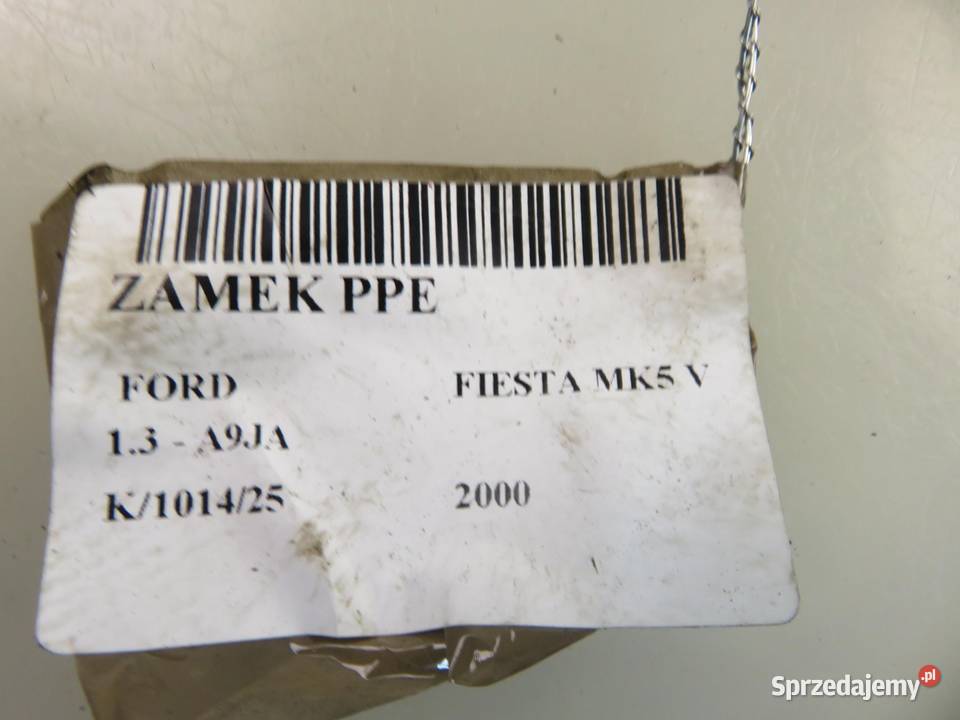 ZAMEK PPE
FORD FIESTA MK5 V
1.3 - A9JA
K/1014/25 2000
Sprzedajemy.pl